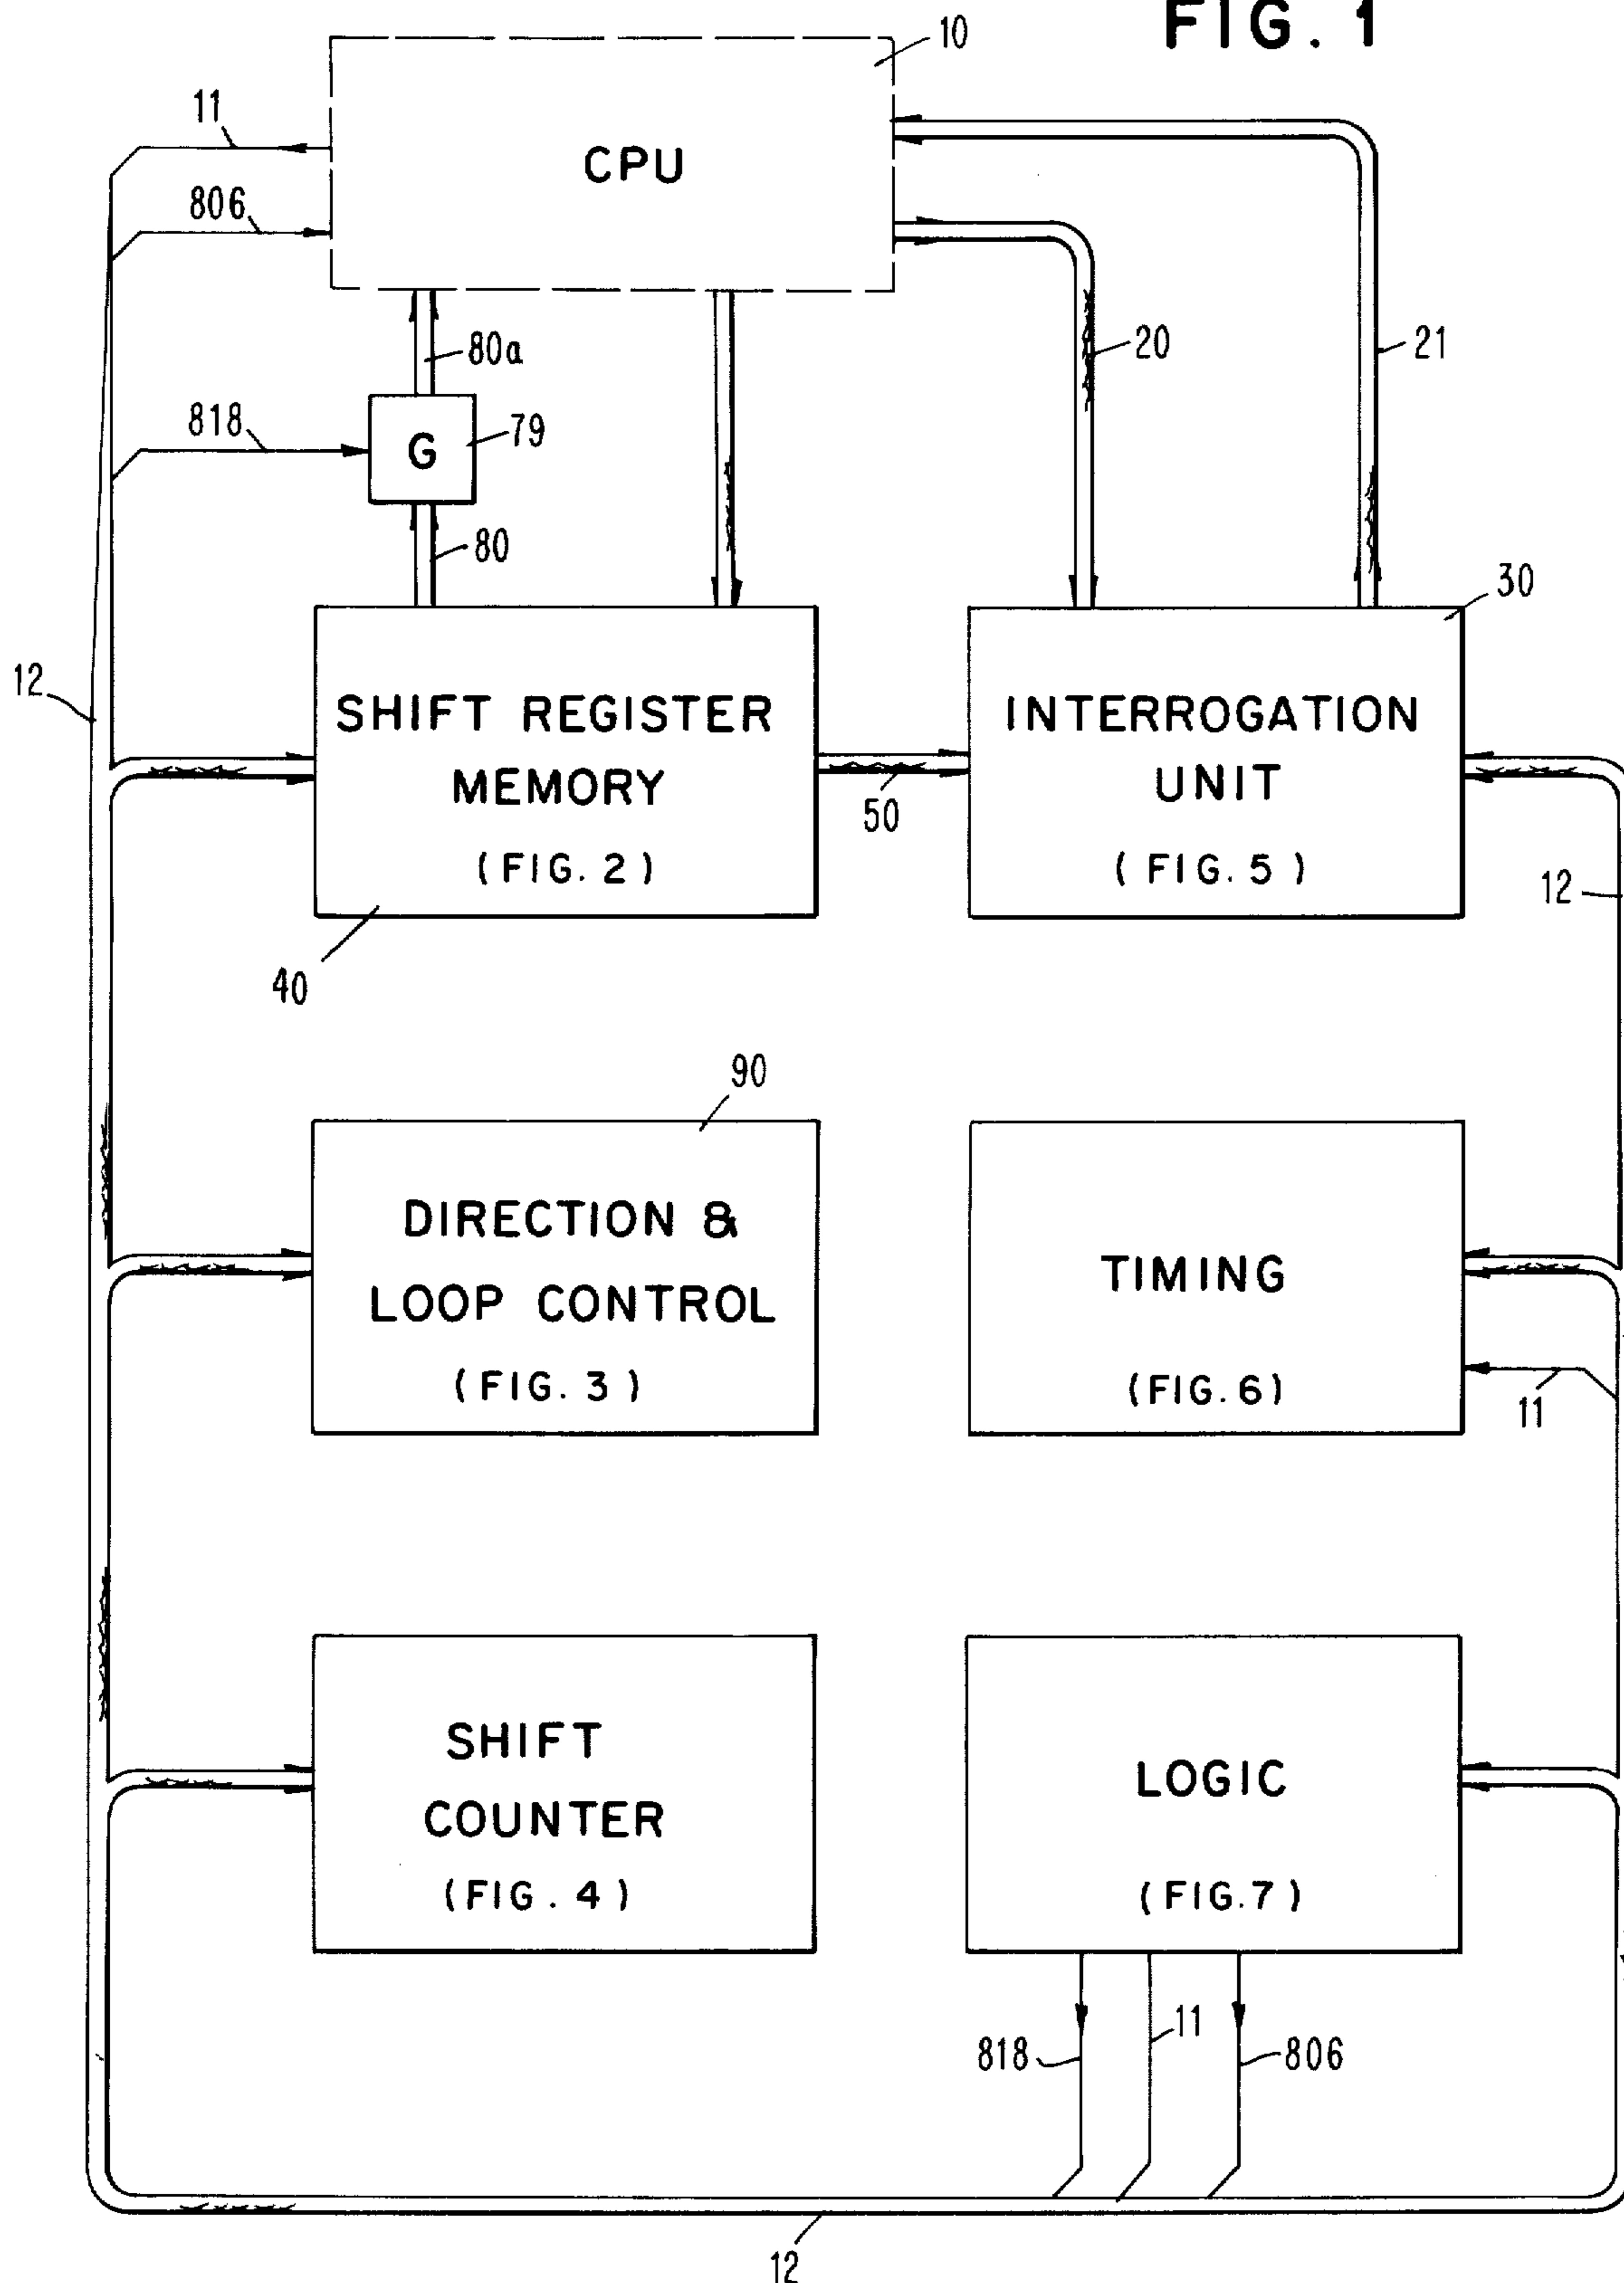 FIG. 1
10
11
CPU
806
80a
20
21
818
G
79
80
30
12
SHIFT REGISTER
MEMORY
(FIG. 2)
INTERROGATION
UNIT
(FIG. 5)
50
12
40
90
DIRECTION &
LOOP CONTROL
(FIG. 3)
TIMING
(FIG. 6)
11
SHIFT
COUNTER
(FIG. 4)
LOGIC
(FIG. 7)
818
11
806
12